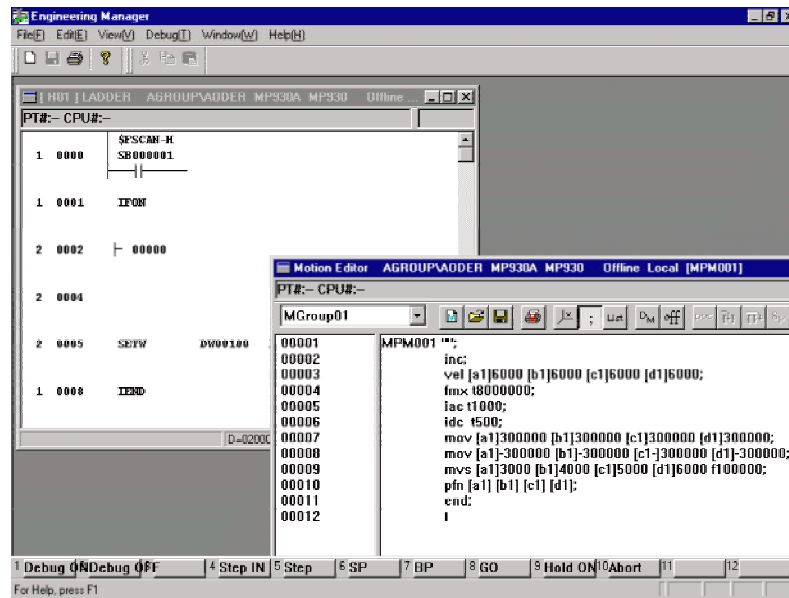 Engineering Manager
File(F) Edit(E) View(V) Debug(T) Window(W) Help(H)
[ H01 ] LADDER AGROUP\AODER MP930A MP930 Offline ...
PT#:– CPU#:–
$FSCAN-H
1 0000 SB000001
1 0001 IFON
2 0002 00000
2 0004
2 0005 SETW DW00100
1 0008 IEND
D=0200
Motion Editor AGROUP\AODER MP930A MP930 Offline Local [MPM001]
PT#:– CPU#:–
MGroup01
00001 MPM001 "";
00002 inc;
00003 vel [a1]6000 [b1]6000 [c1]6000 [d1]6000;
00004 fmx t8000000;
00005 iac t1000;
00006 idc t500;
00007 mov [a1]300000 [b1]300000 [c1]300000 [d1]300000;
00008 mov [a1]-300000 [b1]-300000 [c1-]300000 [d1]-300000;
00009 mvs [a1]3000 [b1]4000 [c1]5000 [d1]6000 f100000;
00010 pfn [a1] [b1] [c1] [d1];
00011 end;
00012
1 Debug ON Debug OFF 4 Step IN 5 Step 6 SP 7 BP 8 GO 9 Hold ON 10 Abort 11 12
For Help, press F1